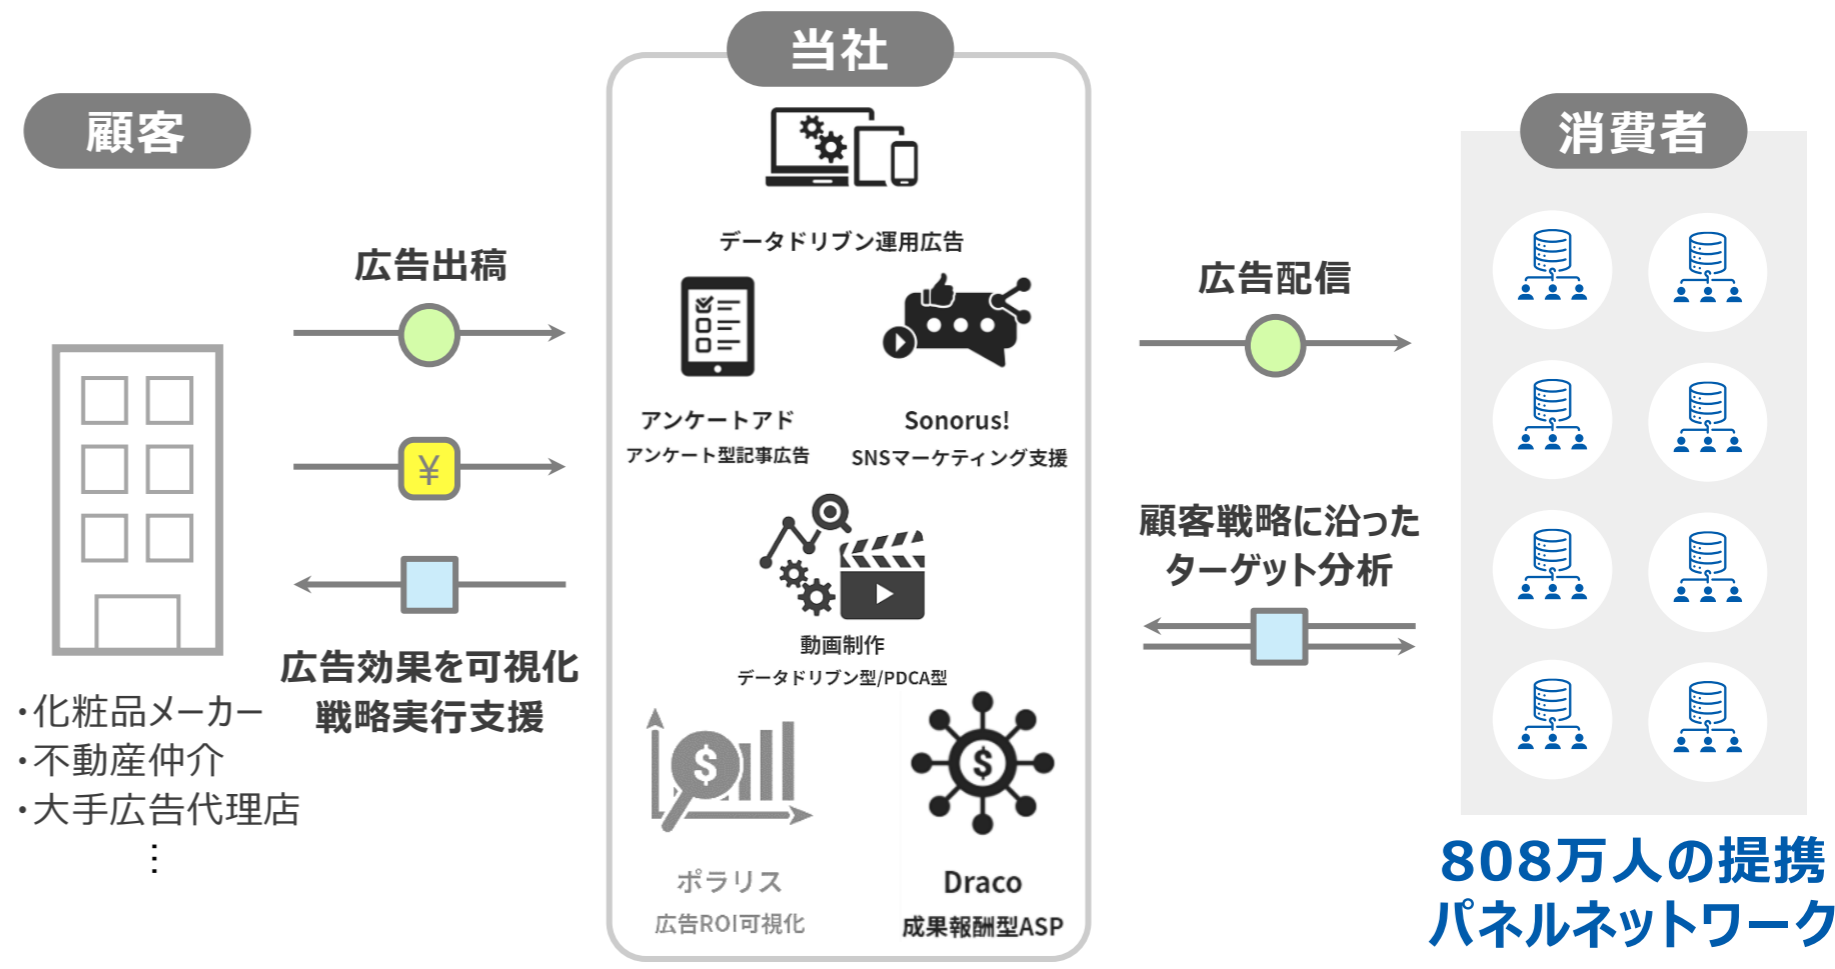 当社
顧客
消費者
データドリブン運用広告
広告出稿
広告配信
アンケートアド
アンケート型記事広告
Sonorus!
SNSマーケティング支援
¥
顧客戦略に沿った
ターゲット分析
動画制作
データドリブン型/PDCA型
広告効果を可視化
戦略実行支援
・化粧品メーカー
・不動産仲介
・大手広告代理店
⋮
$
$
ポラリス
広告ROI可視化
Draco
成果報酬型ASP
808万人の提携
パネルネットワーク